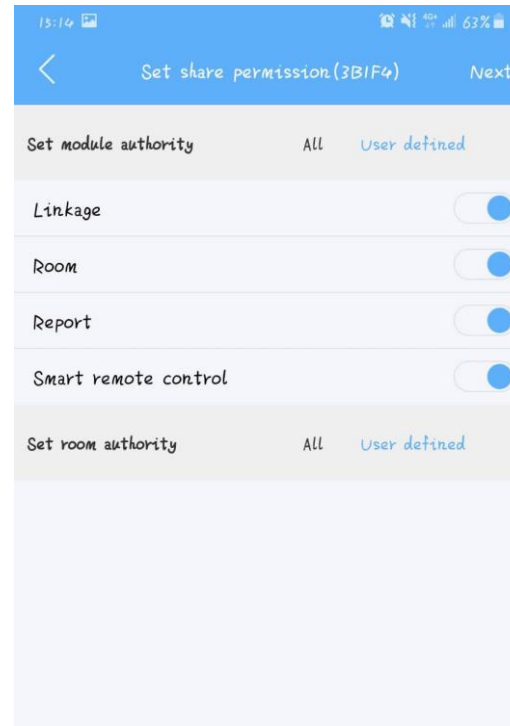 15:14 4G+ 63%
Set share permission(3B1F4) Next
Set module authority All User defined
Linkage
Room
Report
Smart remote control
Set room authority All User defined